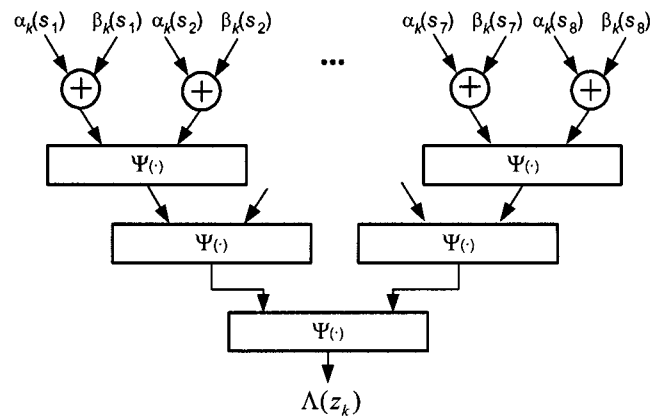 αₖ(s₁) βₖ(s₁) αₖ(s₂) βₖ(s₂) ... αₖ(s₇) βₖ(s₇) αₖ(s₈) βₖ(s₈)
+ + + +
Ψ(·) Ψ(·)
Ψ(·) Ψ(·)
Ψ(·)
Λ(zₖ)